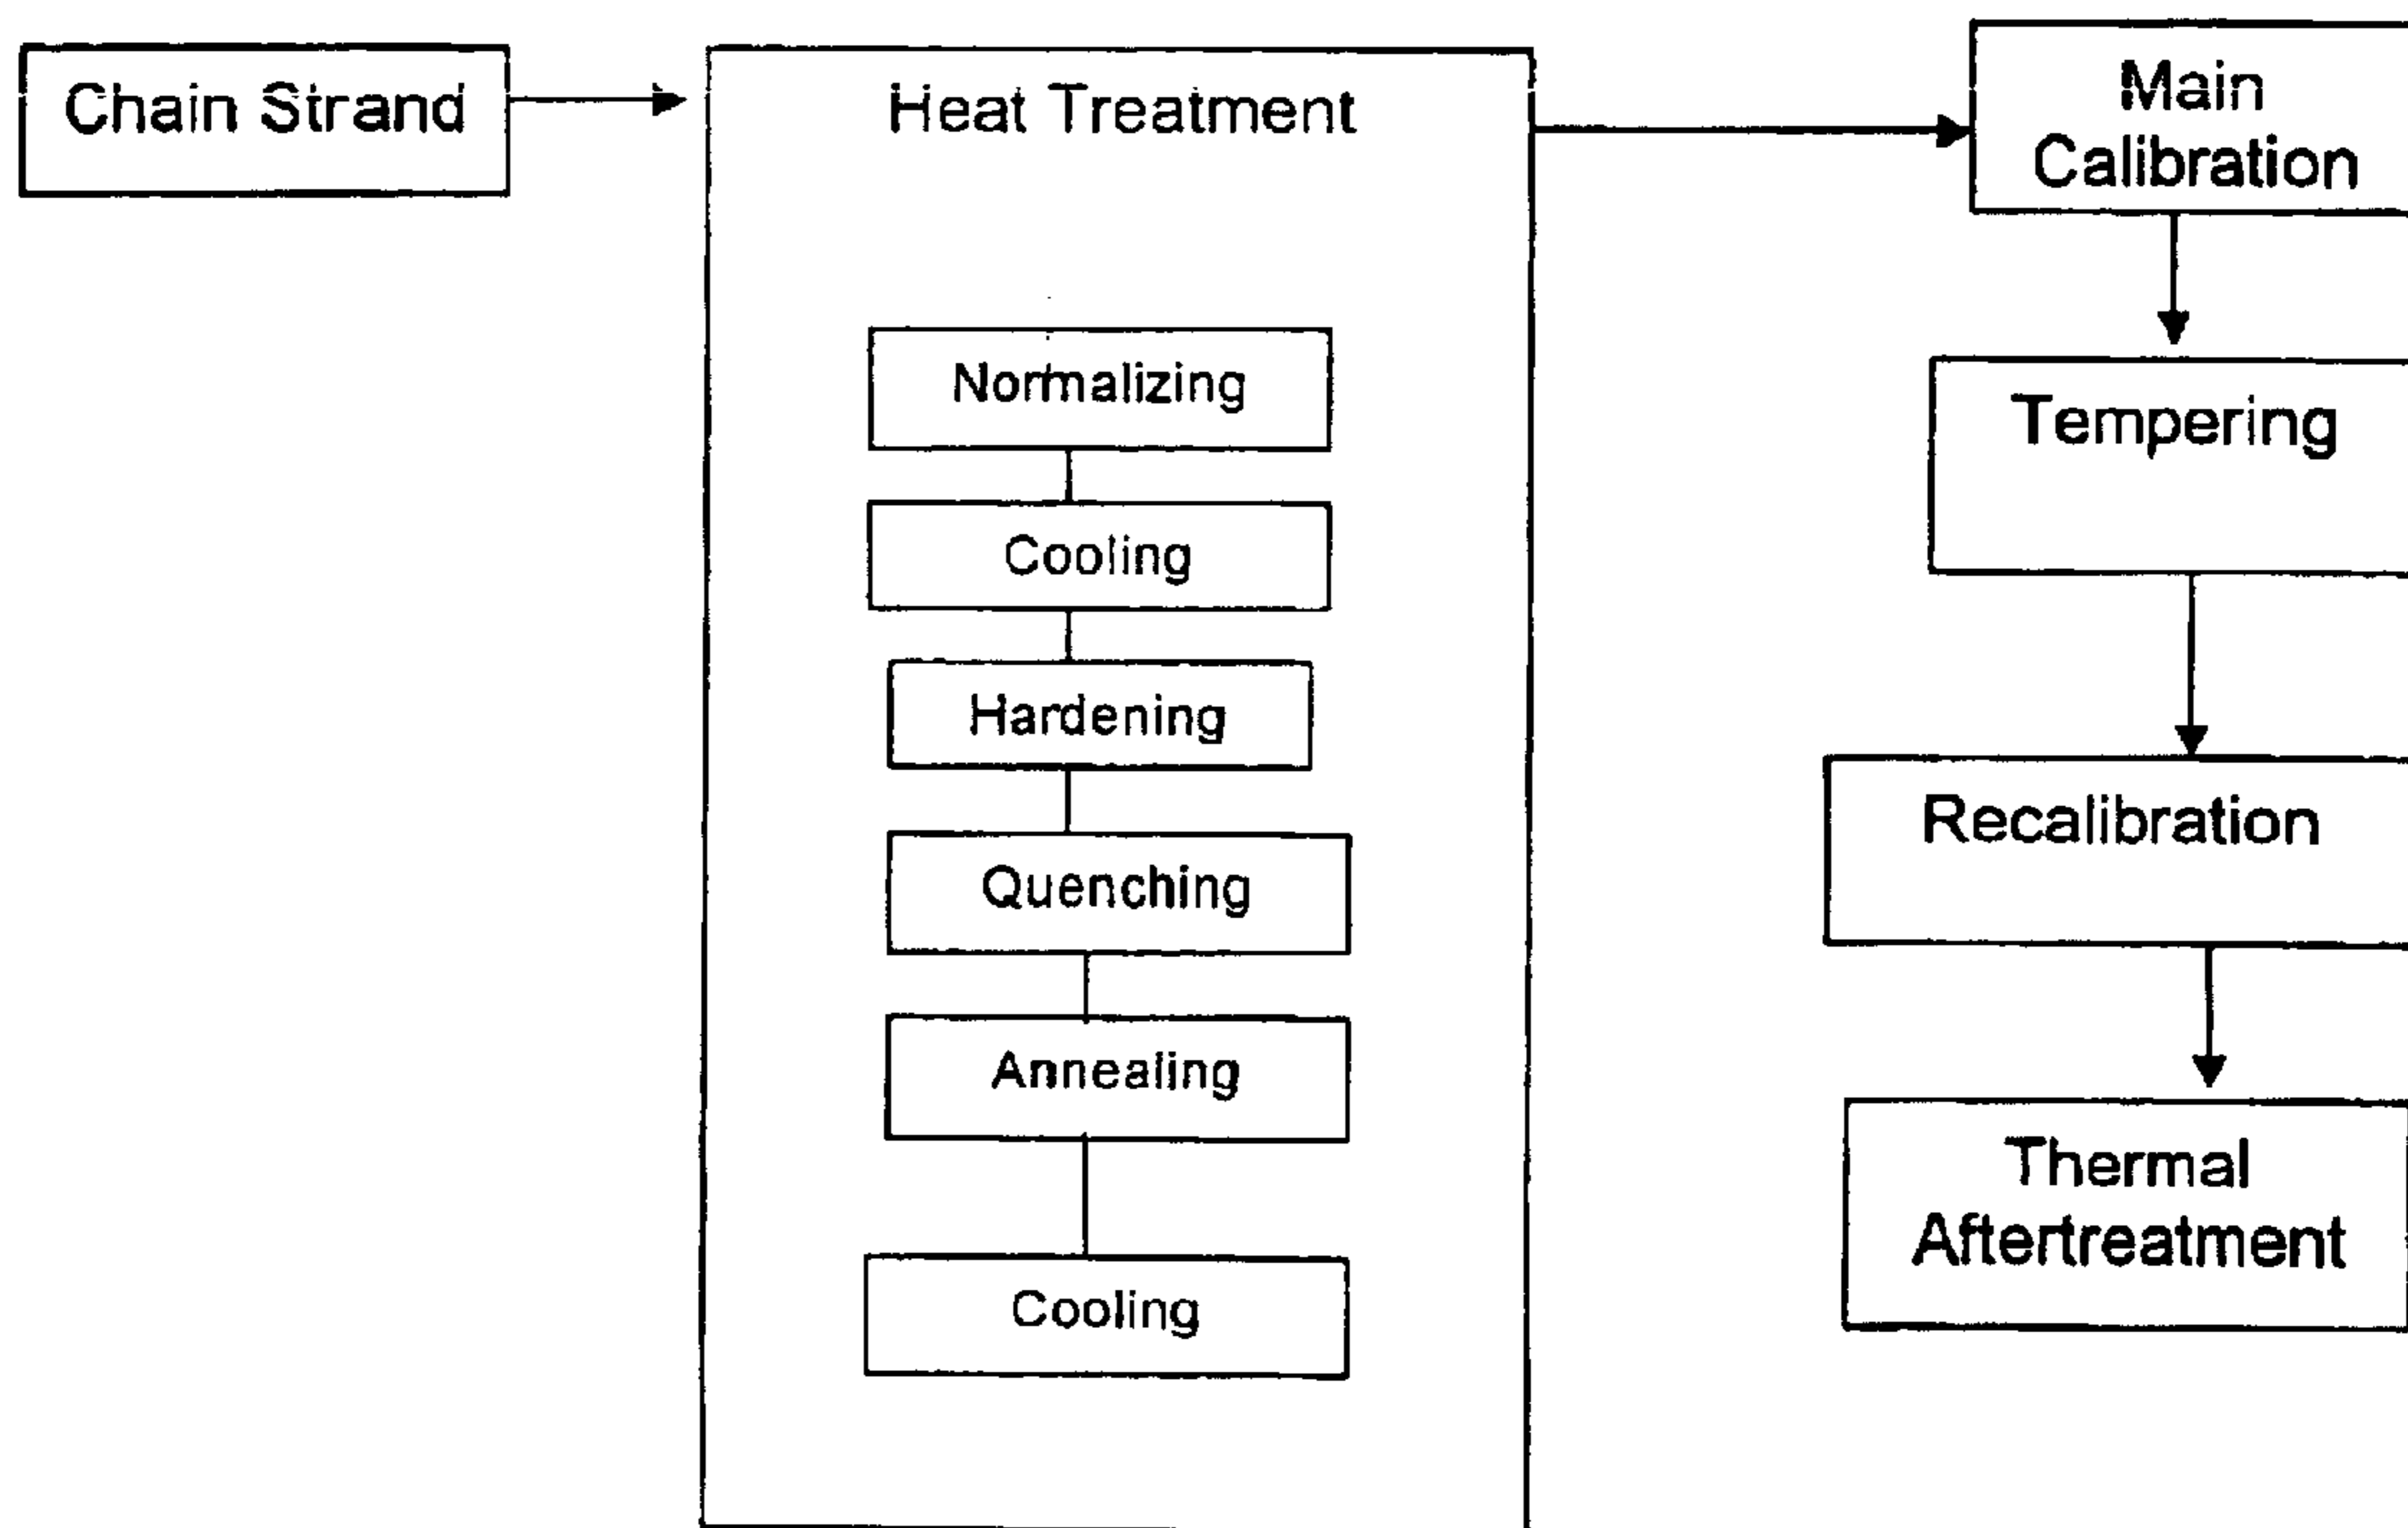 Chain Strand
Heat Treatment
Normalizing
Cooling
Hardening
Quenching
Annealing
Cooling
Main
Calibration
Tempering
Recalibration
Thermal
Aftertreatment